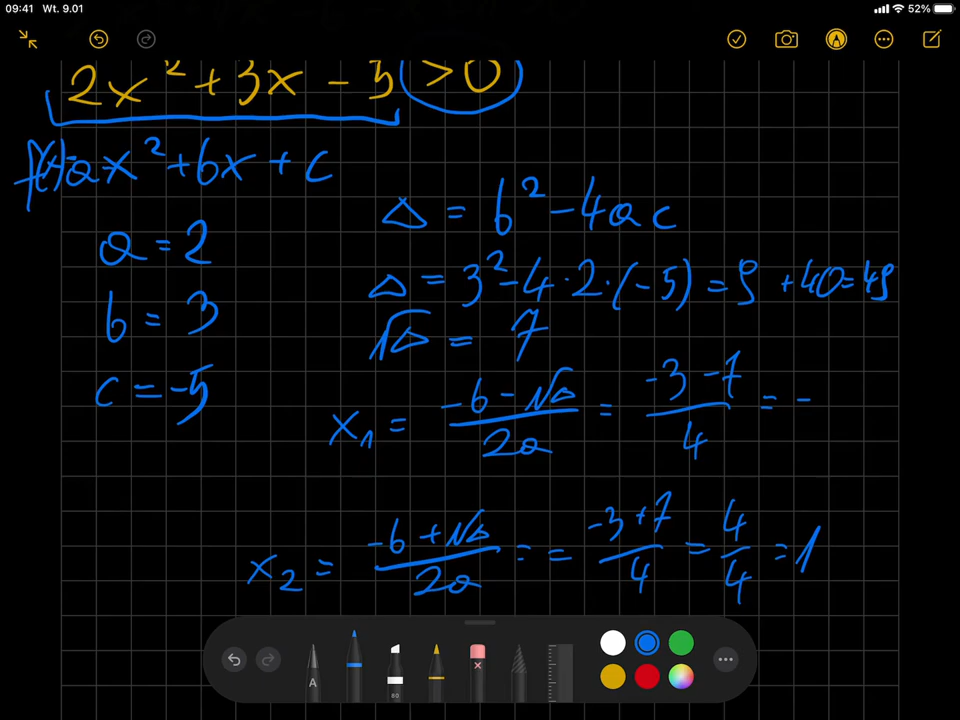 09:41 Wt. 9.01 52%
2x² + 3x - 5 > 0
f(x)=ax² + bx + c
Δ = b² - 4ac
a = 2
Δ = 3² - 4 · 2 · (-5) = 9 + 40 = 49
b = 3
√Δ = 7
c = -5
x₁ = (-b - √Δ)/2a = (-3 - 7)/4 = -
x₂ = (-b + √Δ)/2a = = (-3 + 7)/4 = 4/4 = 1
A 80